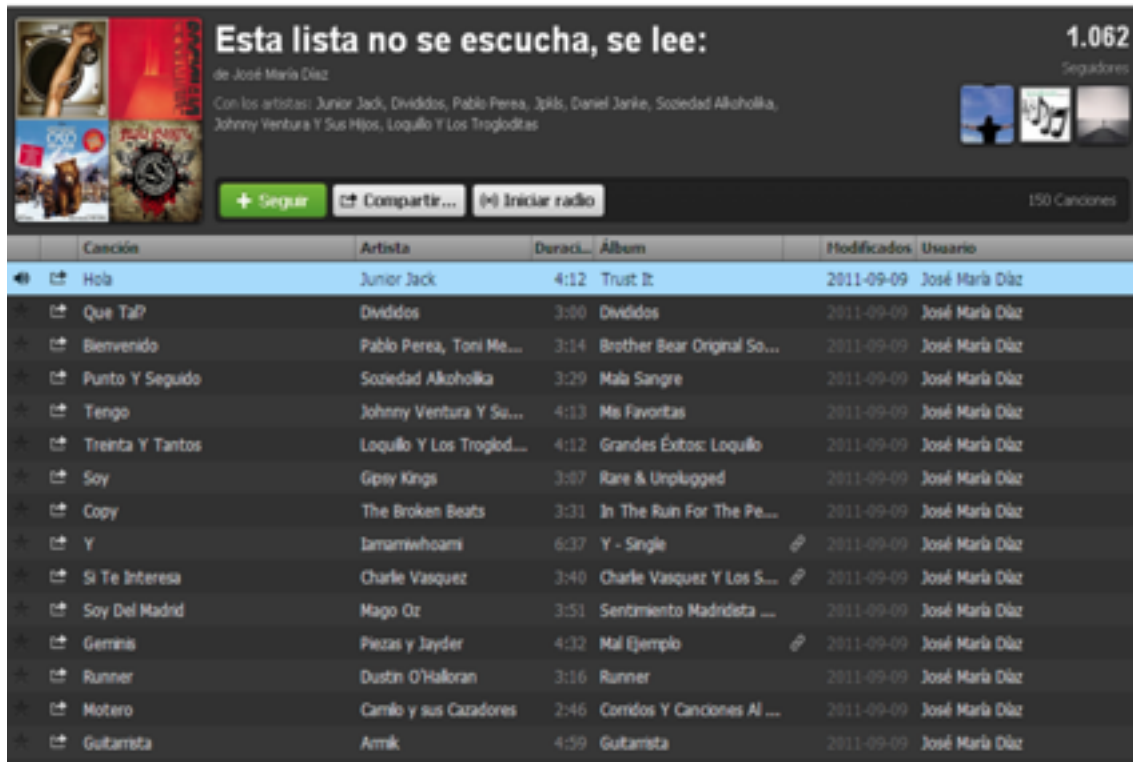 Esta lista no se escucha, se lee:
de José María Díaz
Con los artistas: Junior Jack, Divididos, Pablo Perea, Jpkls, Daniel Janke, Soziedad Alkoholika,
Johnny Ventura Y Sus Hijos, Loquillo Y Los Trogloditas
1.062
Seguidores
+ Seguir Compartir... Iniciar radio 150 Canciones
Canción Artista Duraci... Álbum Modificados Usuario
Hola Junior Jack 4:12 Trust It 2011-09-09 José María Díaz
Que Tal? Divididos 3:00 Divididos 2011-09-09 José María Díaz
Bienvenido Pablo Perea, Toni Me... 3:14 Brother Bear Original So... 2011-09-09 José María Díaz
Punto Y Seguido Soziedad Alkoholika 3:29 Mala Sangre 2011-09-09 José María Díaz
Tengo Johnny Ventura Y Su... 4:13 Mis Favoritas 2011-09-09 José María Díaz
Treinta Y Tantos Loquillo Y Los Troglod... 4:12 Grandes Éxitos: Loquillo 2011-09-09 José María Díaz
Soy Gipsy Kings 3:07 Rare & Unplugged 2011-09-09 José María Díaz
Copy The Broken Beats 3:31 In The Ruin For The Pe... 2011-09-09 José María Díaz
Y Iamamiwhoami 6:37 Y - Single 2011-09-09 José María Díaz
Si Te Interesa Charlie Vasquez 3:40 Charlie Vasquez Y Los S... 2011-09-09 José María Díaz
Soy Del Madrid Mago Oz 3:51 Sentimiento Madridista ... 2011-09-09 José María Díaz
Geminis Piezas y Jayder 4:32 Mal Ejemplo 2011-09-09 José María Díaz
Runner Dustin O'Halloran 3:16 Runner 2011-09-09 José María Díaz
Motero Camilo y sus Cazadores 2:46 Corridos Y Canciones Al ... 2011-09-09 José María Díaz
Guitarrista Armik 4:59 Guitarrista 2011-09-09 José María Díaz